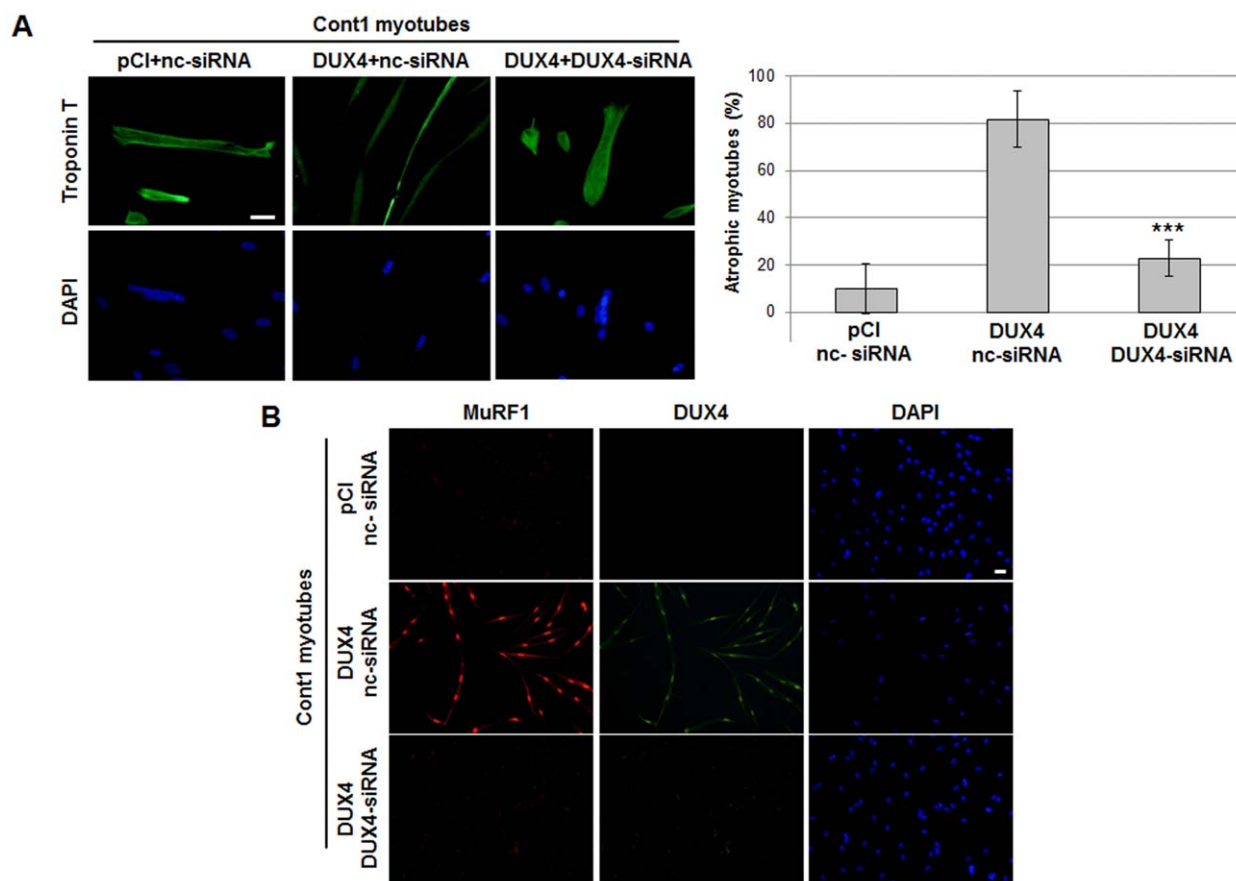 A
Cont1 myotubes
pCI+nc-siRNA DUX4+nc-siRNA DUX4+DUX4-siRNA
Troponin T
DAPI
Atrophic myotubes (%)
100
80
60
40
20
0
***
pCI
nc- siRNA
DUX4
nc-siRNA
DUX4
DUX4-siRNA
B
MuRF1 DUX4 DAPI
Cont1 myotubes
pCI
nc- siRNA
DUX4
nc-siRNA
DUX4
DUX4-siRNA